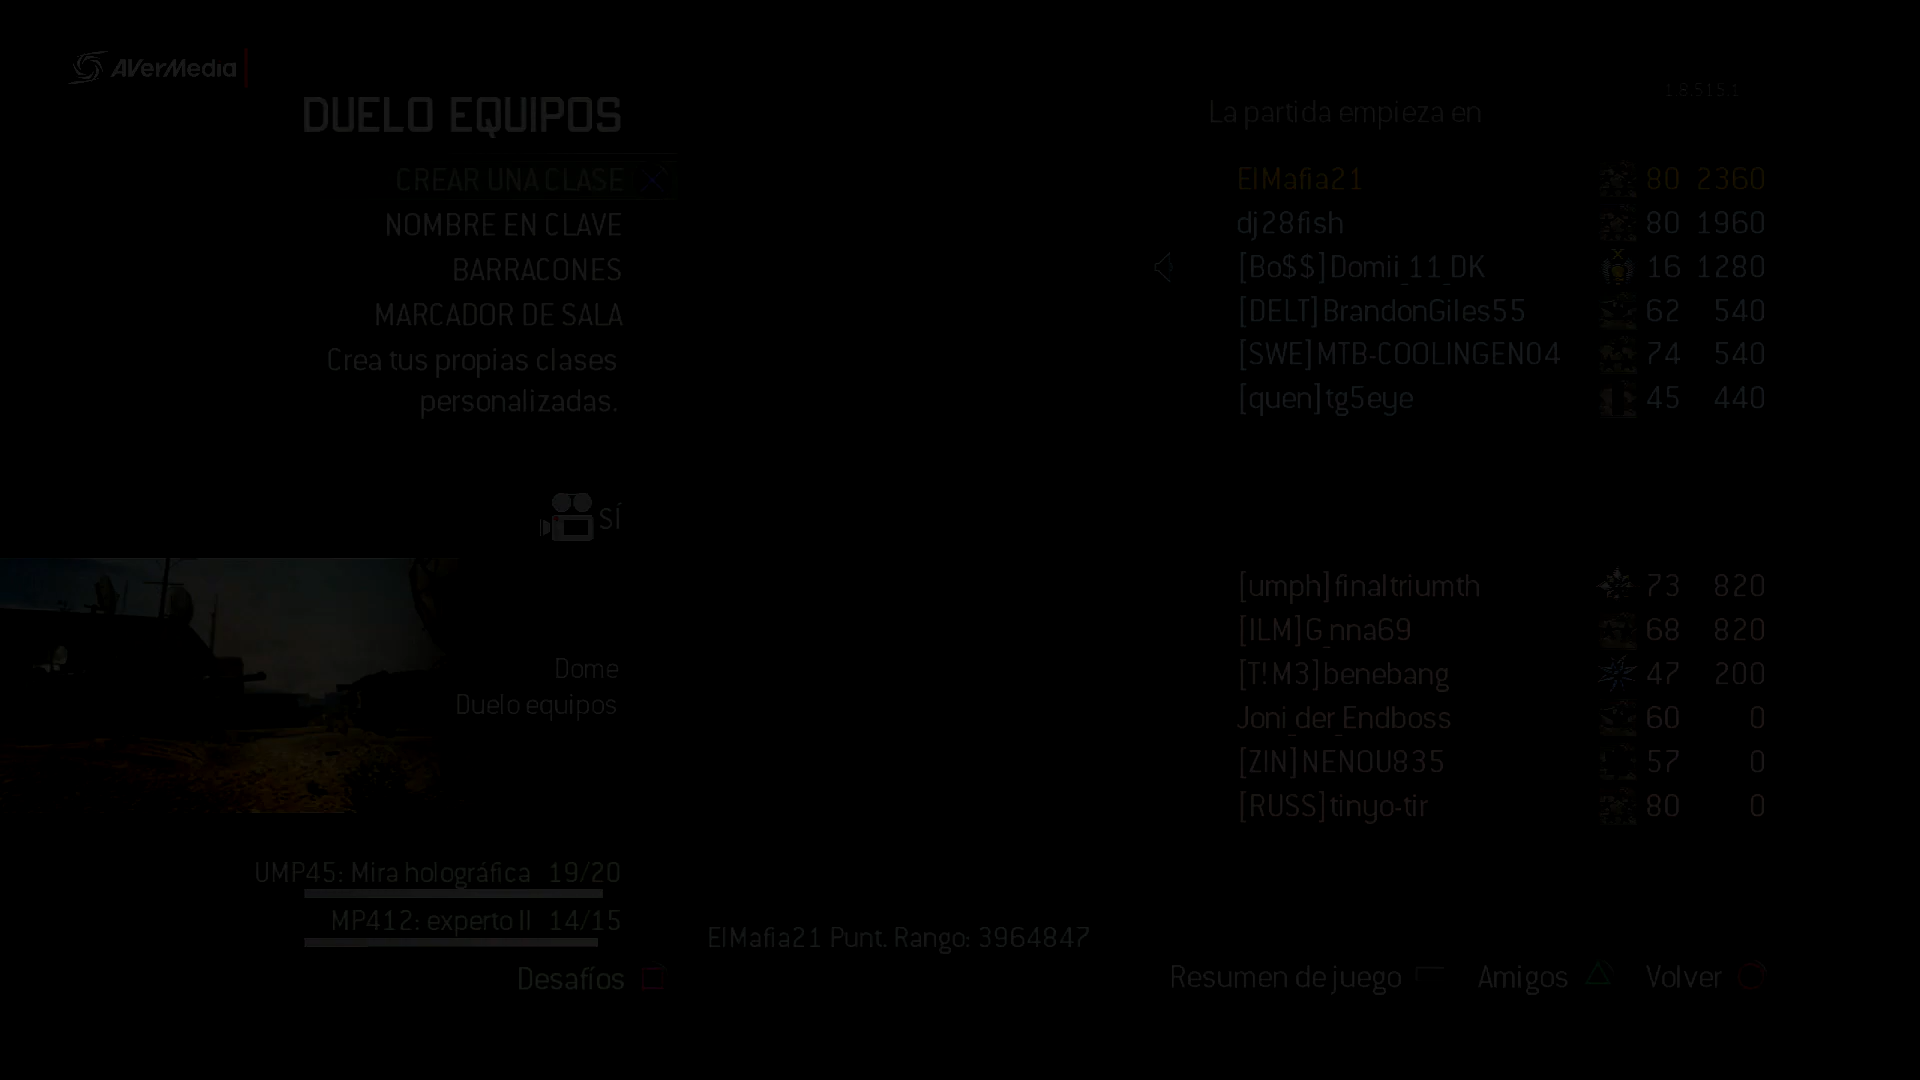 AVerMedia
1.8.515.1
DUELO EQUIPOS
CREAR UNA CLASE
NOMBRE EN CLAVE
BARRACONES
MARCADOR DE SALA
Crea tus propias clases
personalizadas.
SÍ
Dome
Duelo equipos
UMP45: Mira holográfica 19/20
MP412: experto II 14/15
Desafíos
ElMafia21 Punt. Rango: 3964847
La partida empieza en
ElMafia21 80 2360
dj28fish 80 1960
[Bo$$]Domii_11_DK 16 1280
[DELT]BrandonGiles55 62 540
[SWE]MTB-COOLINGEN04 74 540
[quen]tg5eye 45 440
[umph]finaltriumth 73 820
[ILM]G_nna69 68 820
[T!M3]benebang 47 200
Joni_der_Endboss 60 0
[ZIN]NENOU835 57 0
[RUSS]tinyo-tir 80 0
Resumen de juego Amigos Volver